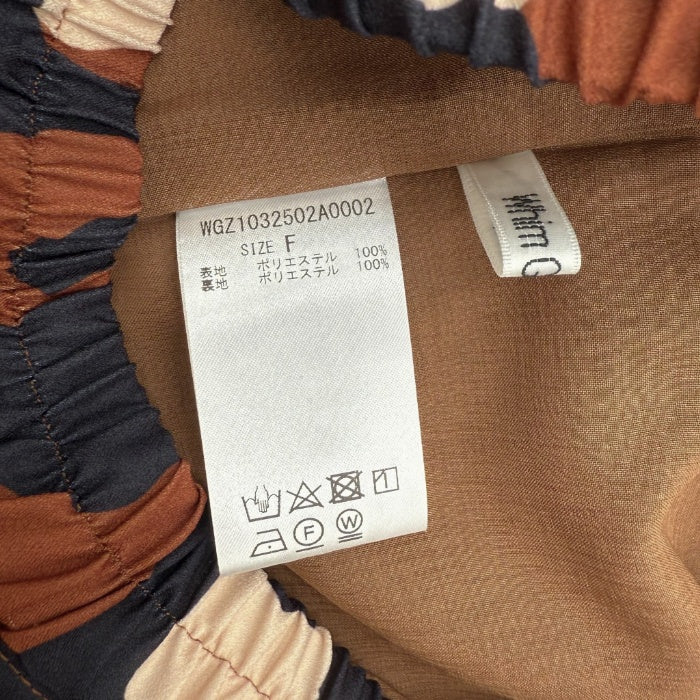 WGZ1032502A0002
SIZE F
表地 ポリエステル 100%
裏地 ポリエステル 100%
F W
Whim